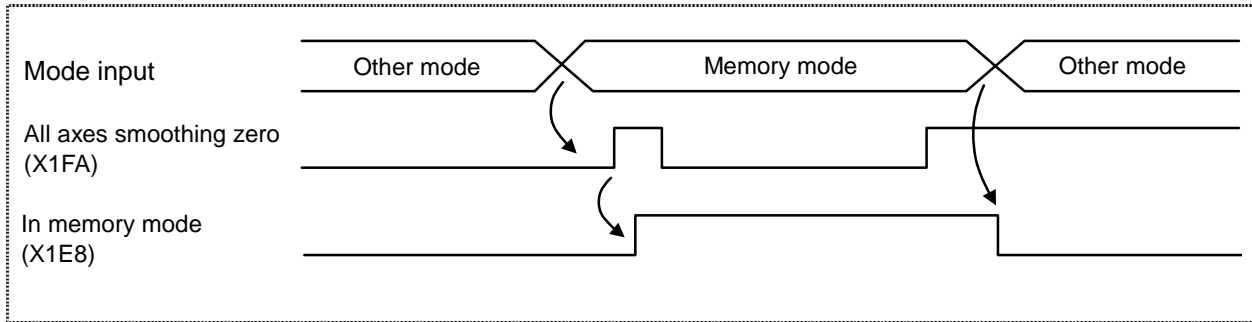 Mode input
Other mode
Memory mode
Other mode
All axes smoothing zero
(X1FA)
In memory mode
(X1E8)